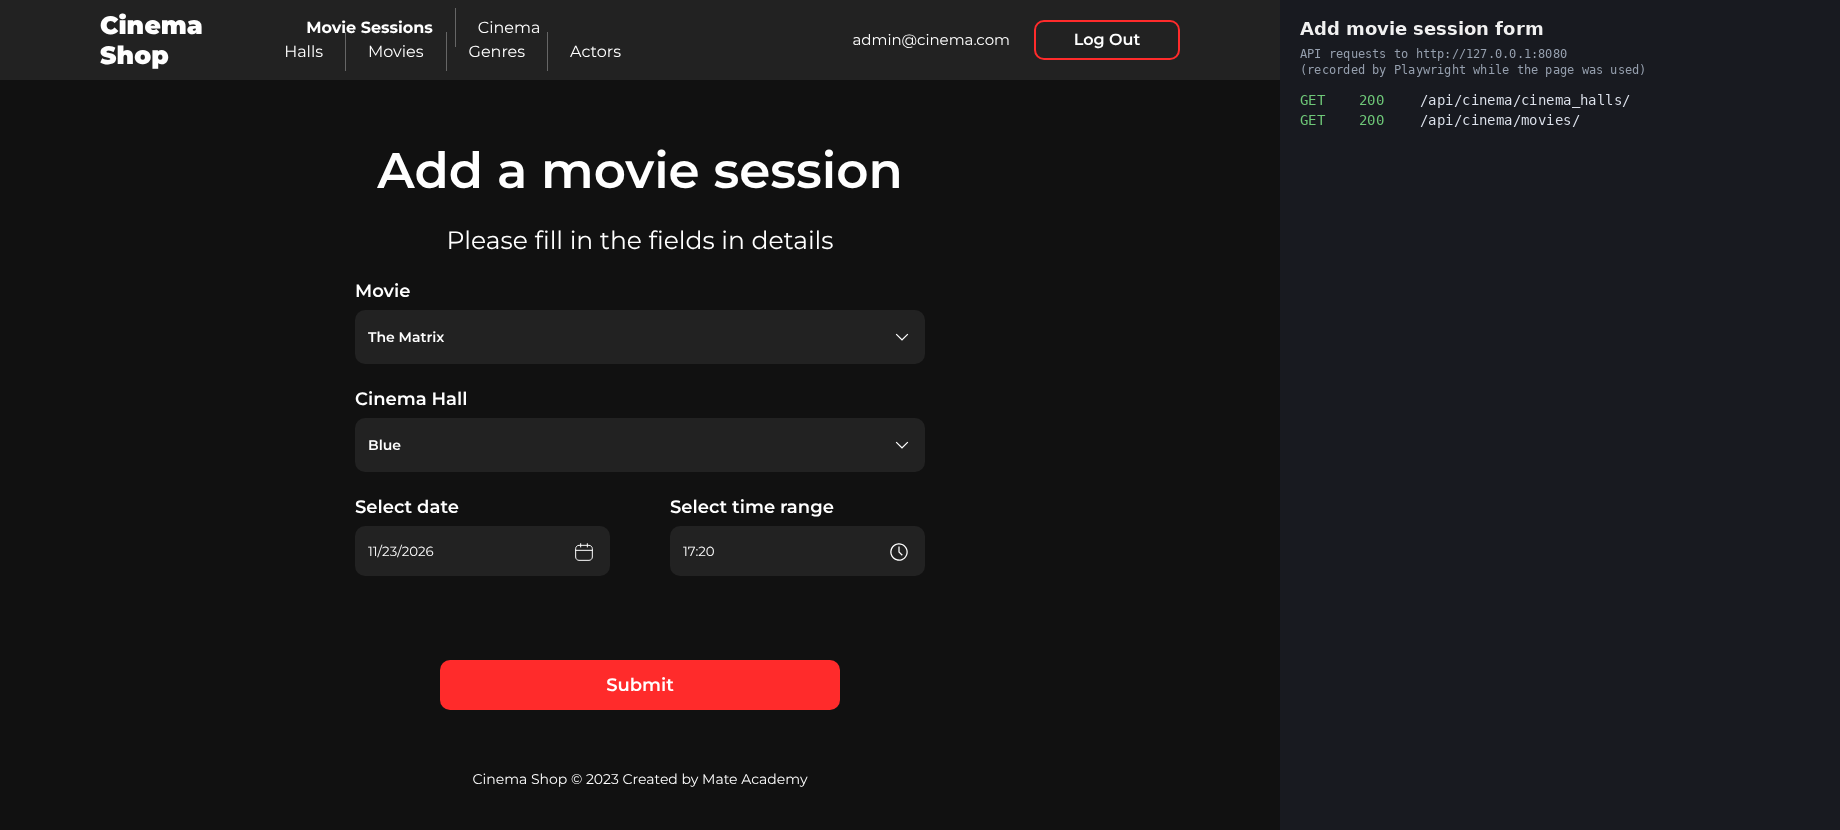 Cinema
Shop
Movie Sessions
Cinema
Halls
Movies
Genres
Actors
admin@cinema.com
Log Out
Add a movie session
Please fill in the fields in details
Movie
The Matrix
Cinema Hall
Blue
Select date
Select time range
11/23/2026
17:20
Submit
Cinema Shop © 2023 Created by Mate Academy
Add movie session form
API requests to http://127.0.0.1:8080
(recorded by Playwright while the page was used)
GET 200 /api/cinema/cinema_halls/
GET 200 /api/cinema/movies/